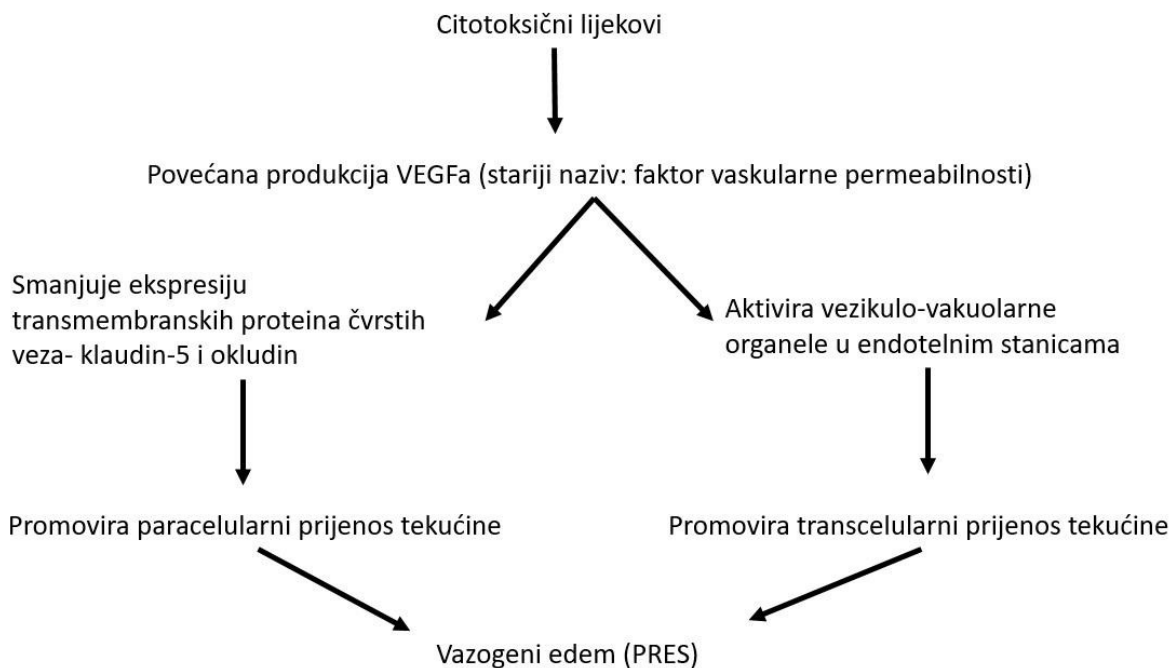 Citotoksični lijekovi
Povećana produkcija VEGFa (stariji naziv: faktor vaskularne permeabilnosti)
Smanjuje ekspresiju
transmembranskih proteina čvrstih
veza- klaudin-5 i okludin
Aktivira vezikulo-vakuolarne
organele u endotelnim stanicama
Promovira paracelularni prijenos tekućine
Promovira transcelularni prijenos tekućine
Vazogeni edem (PRES)